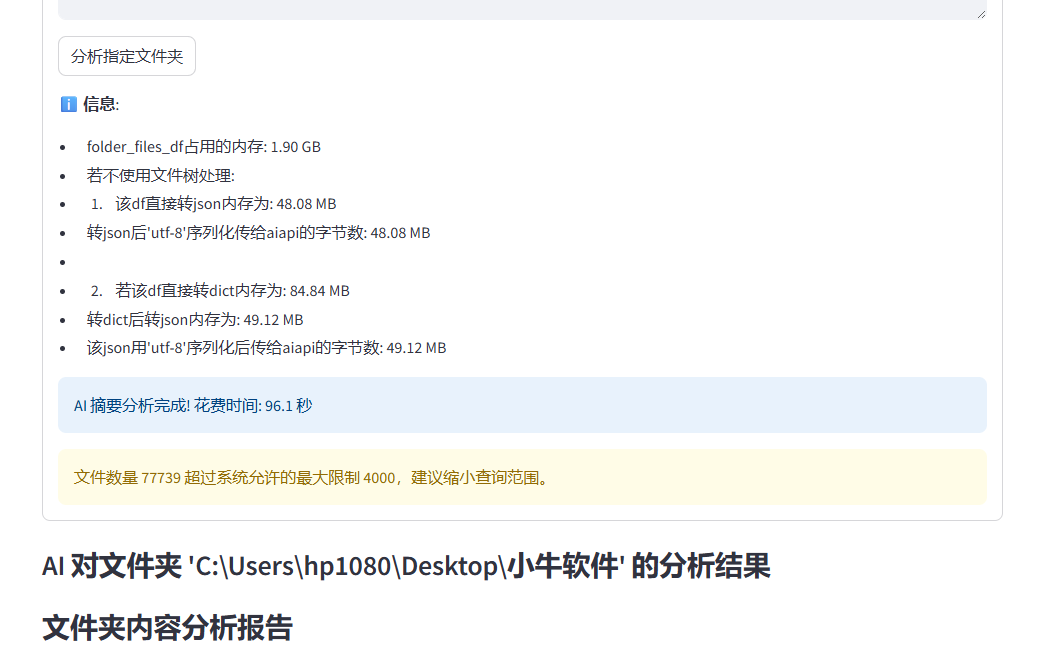 分析指定文件夹
ℹ️ 信息:
• folder_files_df占用的内存: 1.90 GB
• 若不使用文件树处理:
• 1. 该df直接转json内存为: 48.08 MB
• 转json后'utf-8'序列化传给aiapi的字节数: 48.08 MB
•
• 2. 若该df直接转dict内存为: 84.84 MB
• 转dict后转json内存为: 49.12 MB
• 该json用'utf-8'序列化后传给aiapi的字节数: 49.12 MB
AI 摘要分析完成! 花费时间: 96.1 秒
文件数量 77739 超过系统允许的最大限制 4000，建议缩小查询范围。
AI 对文件夹 'C:\Users\hp1080\Desktop\小牛软件' 的分析结果
文件夹内容分析报告